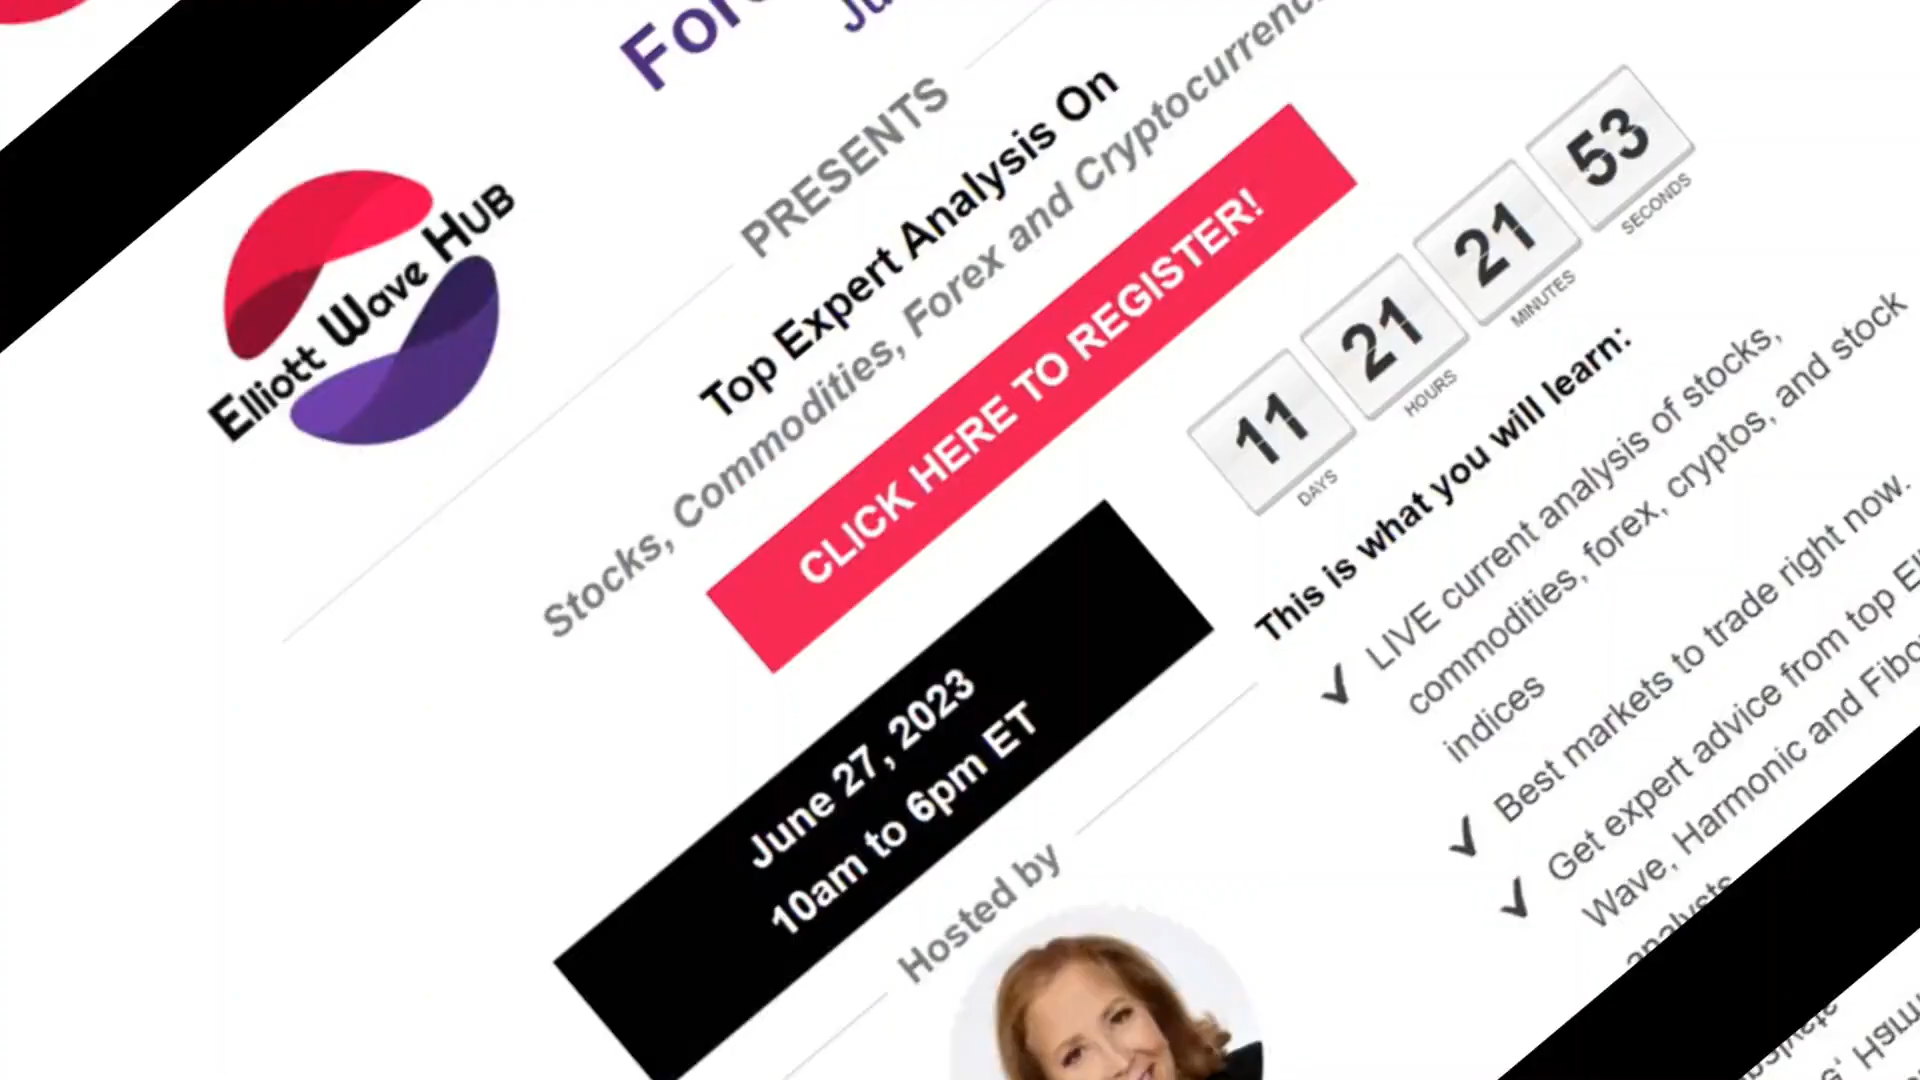 Elliott Wave Hub
PRESENTS
Top Expert Analysis On
Stocks, Commodities, Forex and
CLICK HERE TO REGISTER!
June 27, 2023
10am to 6pm ET
Hosted by
11 21 21 53
DAYS HOURS MINUTES SECONDS
This is what you will learn:
LIVE current analysis of stocks,
commodities, forex, cryptos, and stock
indices
Best markets to trade right now.
Get expert advice from top
Wave, Harmonic and
analysts